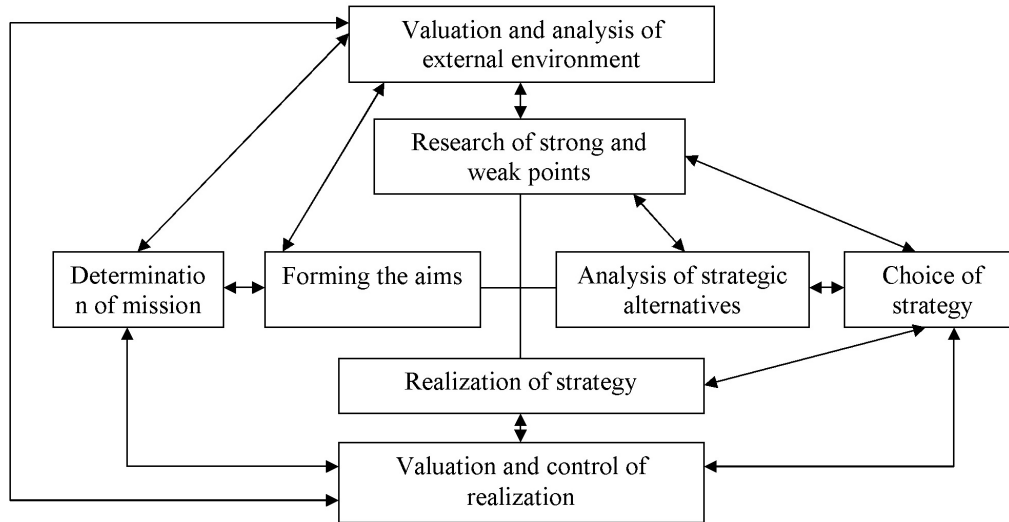 Valuation and analysis of
external environment
Research of strong and
weak points
Determinatio
n of mission
Forming the aims
Analysis of strategic
alternatives
Choice of
strategy
Realization of strategy
Valuation and control of
realization